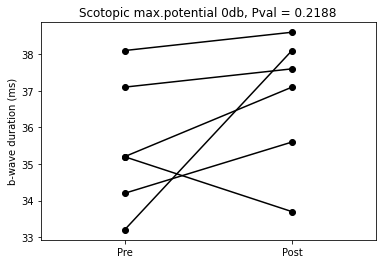 Scotopic max.potential 0db, Pval = 0.2188
b-wave duration (ms)
38
37
36
35
34
33
Pre
Post